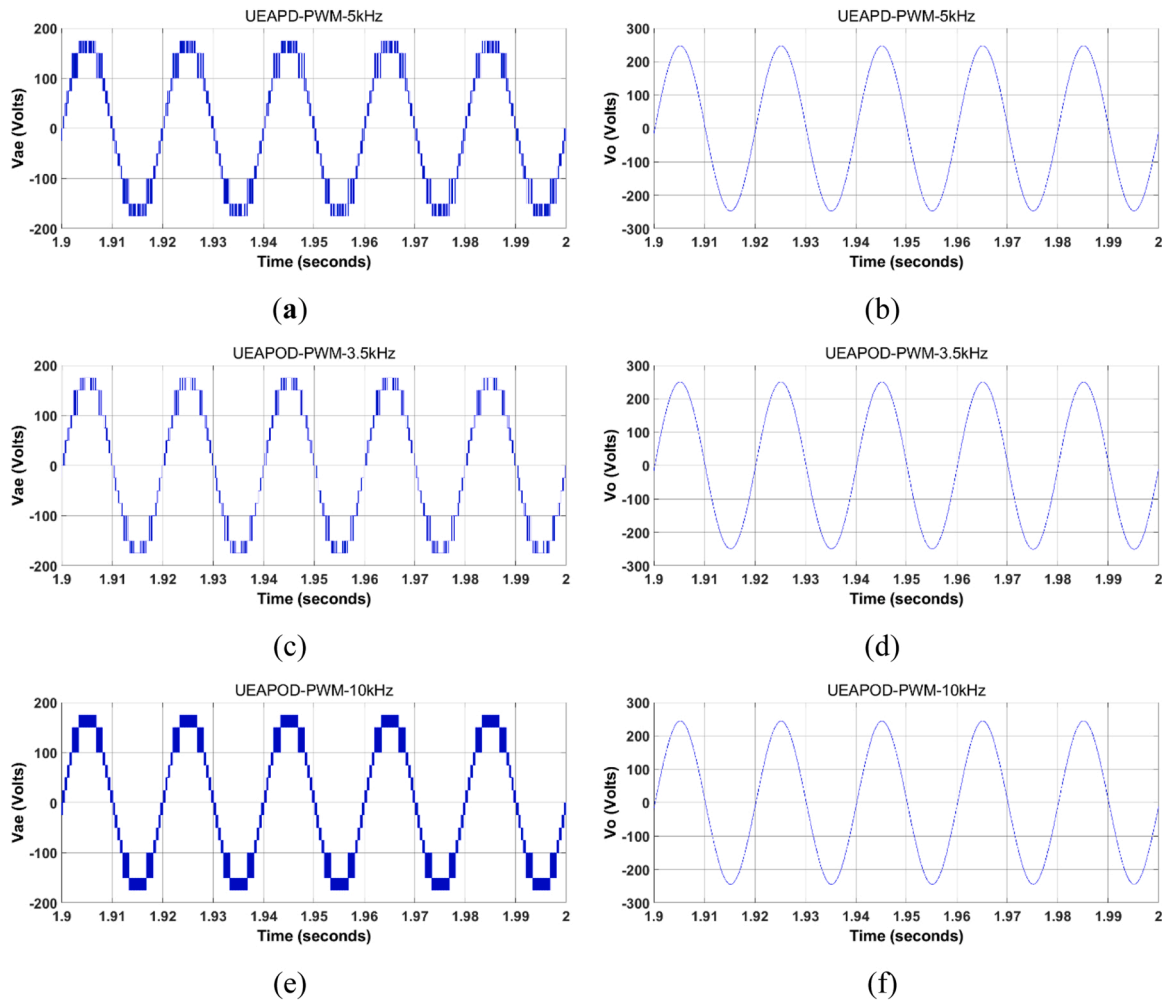 UEAPD-PWM-5kHz
200
100
0
-100
-200
Vae (Volts)
1.9 1.91 1.92 1.93 1.94 1.95 1.96 1.97 1.98 1.99 2
Time (seconds)
(a)
UEAPD-PWM-5kHz
300
200
100
0
-100
-200
-300
Vo (Volts)
1.9 1.91 1.92 1.93 1.94 1.95 1.96 1.97 1.98 1.99 2
Time (seconds)
(b)
UEAPOD-PWM-3.5kHz
200
100
0
-100
-200
Vae (Volts)
1.9 1.91 1.92 1.93 1.94 1.95 1.96 1.97 1.98 1.99 2
Time (seconds)
(c)
UEAPOD-PWM-3.5kHz
300
200
100
0
-100
-200
-300
Vo (Volts)
1.9 1.91 1.92 1.93 1.94 1.95 1.96 1.97 1.98 1.99 2
Time (seconds)
(d)
UEAPOD-PWM-10kHz
200
100
0
-100
-200
Vae (Volts)
1.9 1.91 1.92 1.93 1.94 1.95 1.96 1.97 1.98 1.99 2
Time (seconds)
(e)
UEAPOD-PWM-10kHz
300
200
100
0
-100
-200
-300
Vo (Volts)
1.9 1.91 1.92 1.93 1.94 1.95 1.96 1.97 1.98 1.99 2
Time (seconds)
(f)